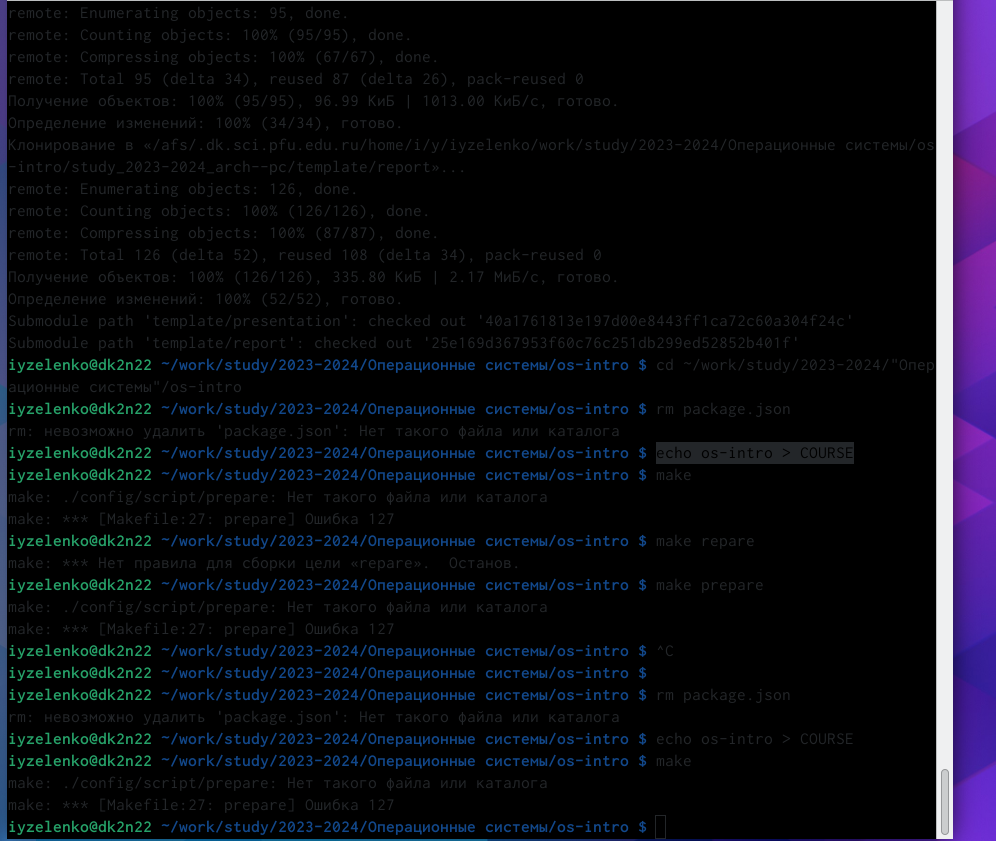 remote: Enumerating objects: 95, done.
remote: Counting objects: 100% (95/95), done.
remote: Compressing objects: 100% (67/67), done.
remote: Total 95 (delta 34), reused 87 (delta 26), pack-reused 0
Получение объектов: 100% (95/95), 96.99 КиБ | 1013.00 КиБ/с, готово.
Определение изменений: 100% (34/34), готово.
Клонирование в «/afs/.dk.sci.pfu.edu.ru/home/i/y/iyzelenko/work/study/2023-2024/Операционные системы/os
-intro/study_2023-2024_arch--pc/template/report»...
remote: Enumerating objects: 126, done.
remote: Counting objects: 100% (126/126), done.
remote: Compressing objects: 100% (87/87), done.
remote: Total 126 (delta 52), reused 108 (delta 34), pack-reused 0
Получение объектов: 100% (126/126), 335.80 КиБ | 2.17 МиБ/с, готово.
Определение изменений: 100% (52/52), готово.
Submodule path 'template/presentation': checked out '40a1761813e197d00e8443ff1ca72c60a304f24c'
Submodule path 'template/report': checked out '25e169d367953f60c76c251db299ed52852b401f'
iyzelenko@dk2n22 ~/work/study/2023-2024/Операционные системы/os-intro $ cd ~/work/study/2023-2024/"Опер
ационные системы"/os-intro
iyzelenko@dk2n22 ~/work/study/2023-2024/Операционные системы/os-intro $ rm package.json
rm: невозможно удалить 'package.json': Нет такого файла или каталога
iyzelenko@dk2n22 ~/work/study/2023-2024/Операционные системы/os-intro $ echo os-intro > COURSE
iyzelenko@dk2n22 ~/work/study/2023-2024/Операционные системы/os-intro $ make
make: ./config/script/prepare: Нет такого файла или каталога
make: *** [Makefile:27: prepare] Ошибка 127
iyzelenko@dk2n22 ~/work/study/2023-2024/Операционные системы/os-intro $ make repare
make: *** Нет правила для сборки цели «repare».  Останов.
iyzelenko@dk2n22 ~/work/study/2023-2024/Операционные системы/os-intro $ make prepare
make: ./config/script/prepare: Нет такого файла или каталога
make: *** [Makefile:27: prepare] Ошибка 127
iyzelenko@dk2n22 ~/work/study/2023-2024/Операционные системы/os-intro $ ^C
iyzelenko@dk2n22 ~/work/study/2023-2024/Операционные системы/os-intro $
iyzelenko@dk2n22 ~/work/study/2023-2024/Операционные системы/os-intro $ rm package.json
rm: невозможно удалить 'package.json': Нет такого файла или каталога
iyzelenko@dk2n22 ~/work/study/2023-2024/Операционные системы/os-intro $ echo os-intro > COURSE
iyzelenko@dk2n22 ~/work/study/2023-2024/Операционные системы/os-intro $ make
make: ./config/script/prepare: Нет такого файла или каталога
make: *** [Makefile:27: prepare] Ошибка 127
iyzelenko@dk2n22 ~/work/study/2023-2024/Операционные системы/os-intro $